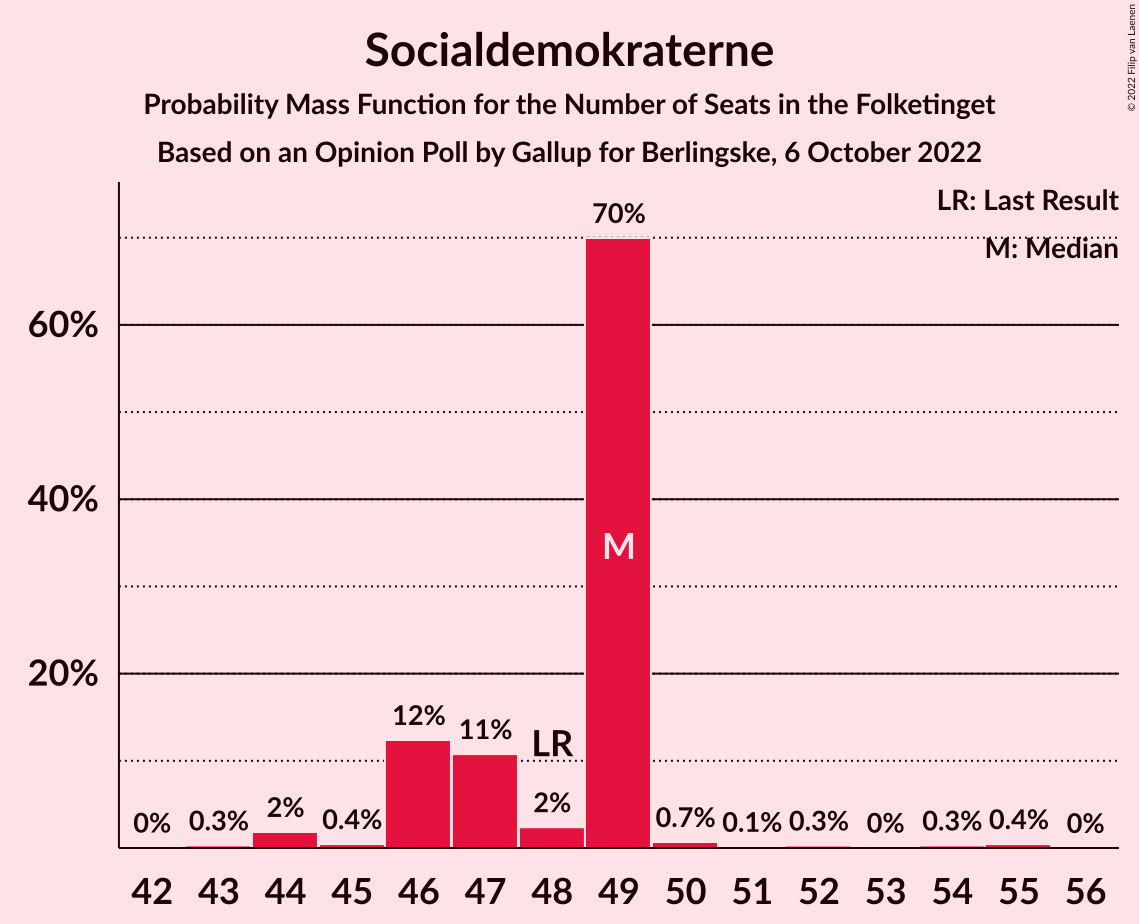 Socialdemokraterne
Probability Mass Function for the Number of Seats in the Folketinget
Based on an Opinion Poll by Gallup for Berlingske, 6 October 2022
© 2022 Filip van Laenen
LR: Last Result
M: Median
60%
40%
20%
0%
0.3%
2%
0.4%
12%
11%
LR
2%
70%
M
0.7%
0.1%
0.3%
0%
0.3%
0.4%
0%
42 43 44 45 46 47 48 49 50 51 52 53 54 55 56